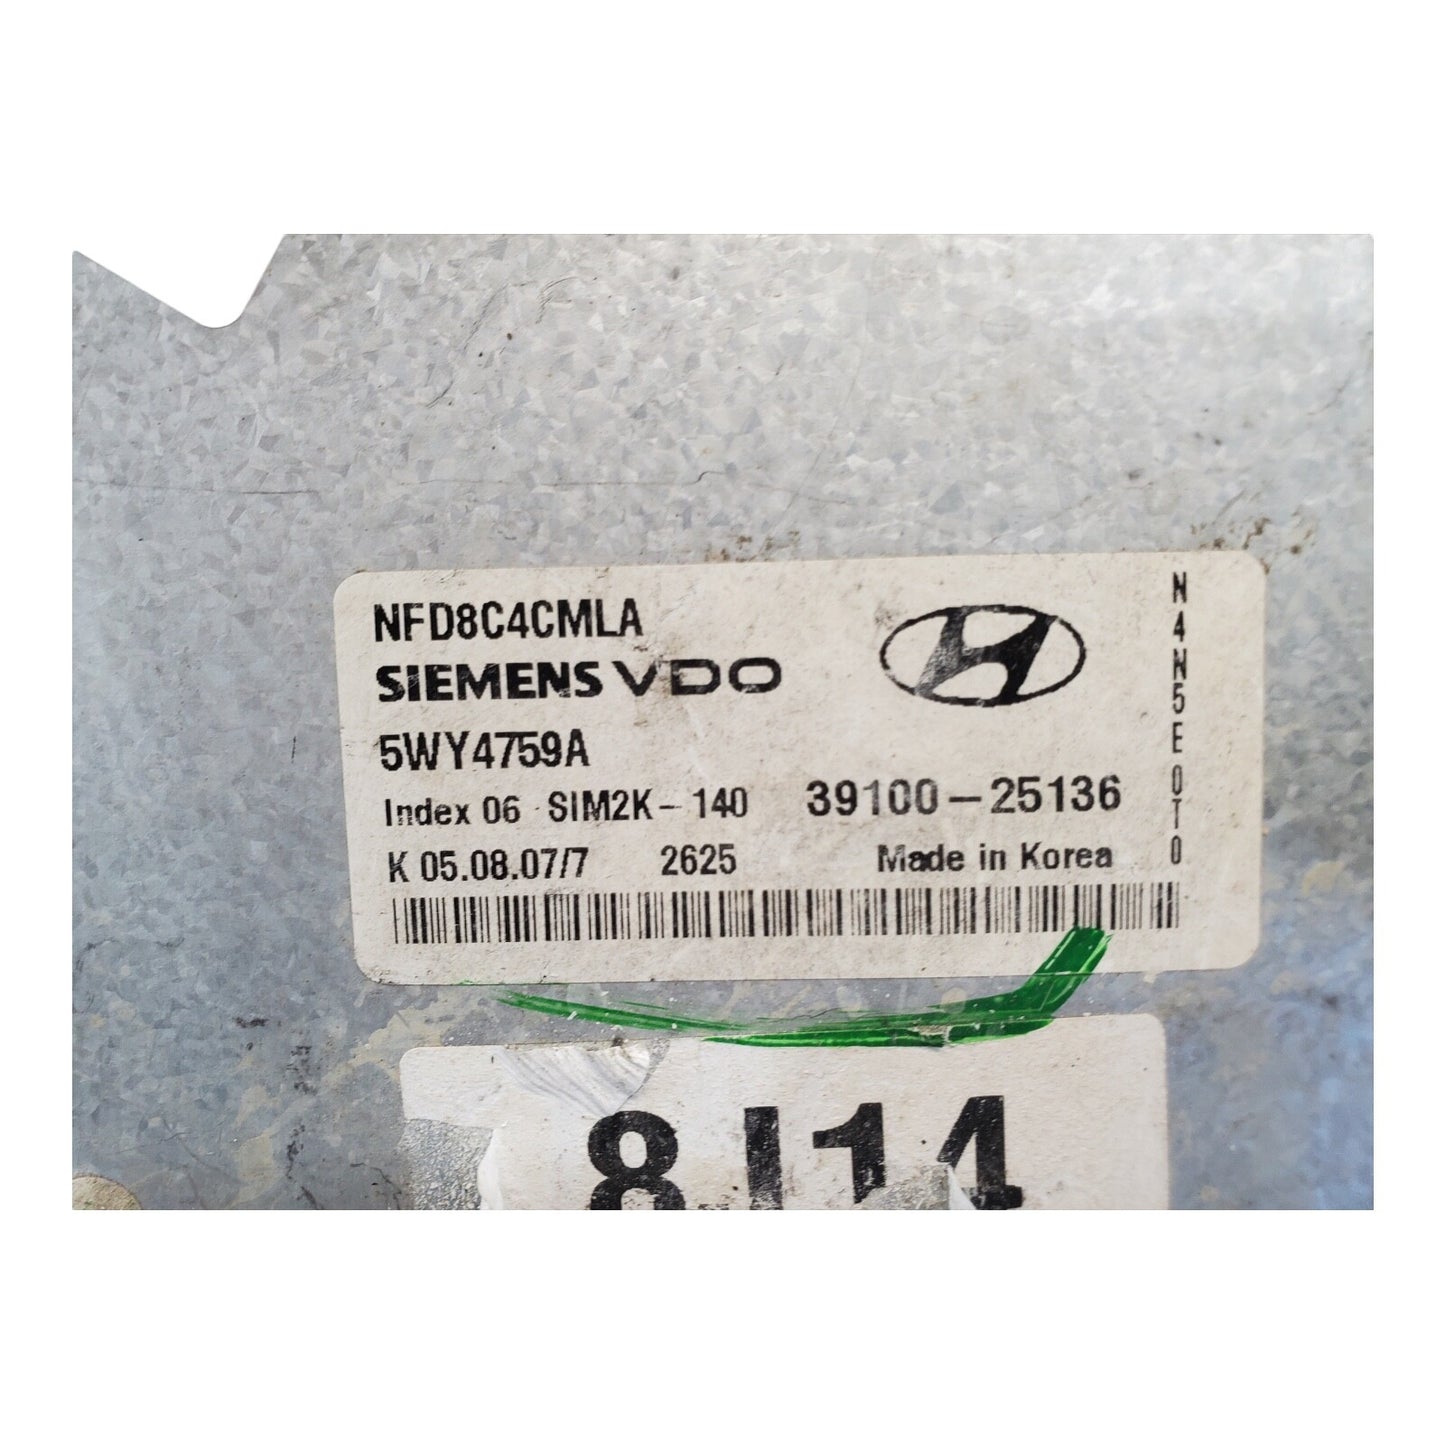 NFD8C4CMLA
SIEMENS VDO
5WY4759A
Index 06 SIM2K-140 39100-25136
K 05.08.07/7 2625 Made in Korea
N4N5E0T0
8J14